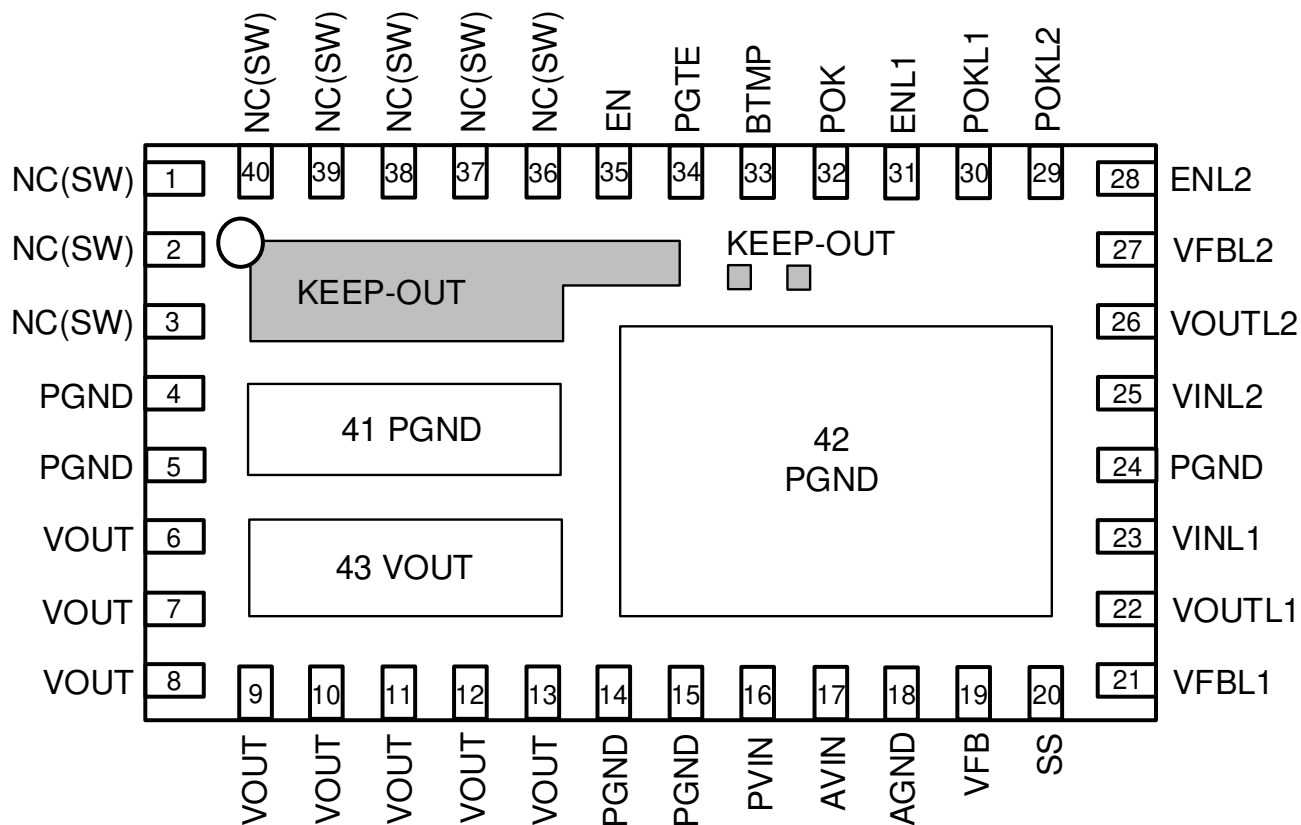 NC(SW)
NC(SW)
NC(SW)
NC(SW)
NC(SW)
EN
PGTE
BTMP
POK
ENL1
POKL1
POKL2
40
39
38
37
36
35
34
33
32
31
30
29
NC(SW) 1
28 ENL2
NC(SW) 2
KEEP-OUT
27 VFBL2
KEEP-OUT
NC(SW) 3
26 VOUTL2
PGND 4
25 VINL2
41 PGND
42
PGND
PGND 5
24 PGND
VOUT 6
23 VINL1
43 VOUT
VOUT 7
22 VOUTL1
VOUT 8
21 VFBL1
9
10
11
12
13
14
15
16
17
18
19
20
VOUT
VOUT
VOUT
VOUT
VOUT
PGND
PGND
PVIN
AVIN
AGND
VFB
SS